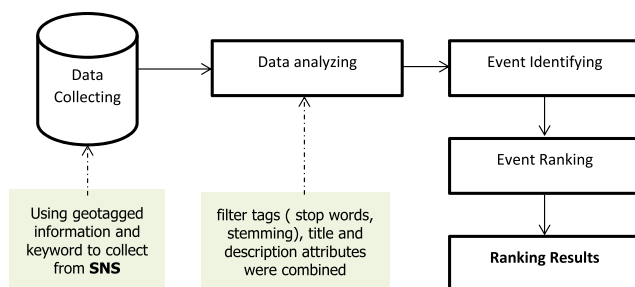 Data
Collecting
Data analyzing
Event Identifying
Event Ranking
Ranking Results
Using geotagged
information and
keyword to collect
from SNS
filter tags ( stop words,
stemming), title and
description attributes
were combined